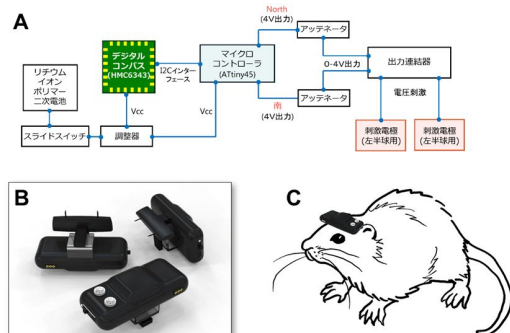 A
デジタル
コンパス
(HMC6343)
I2Cインター
フェース
マイクロ
コントローラ
(ATtiny45)
North
(4V出力)
アッテネータ
0-4V出力
出力連結器
リチウム
イオン
ポリマー
二次電池
Vcc
Vcc
南
(4V出力)
アッテネータ
電圧刺激
スライドスイッチ
調整器
刺激電極
(左半球用)
刺激電極
(左半球用)
B
C